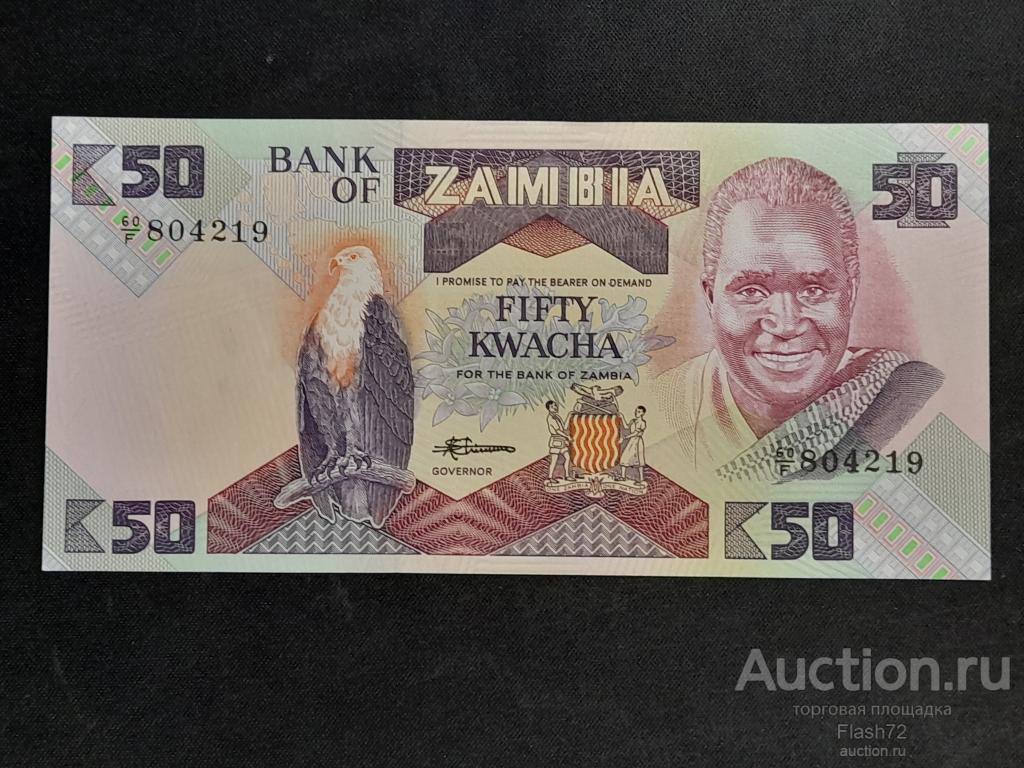 K50
BANK OF ZAMBIA
50
60/F 804219
I PROMISE TO PAY THE BEARER ON DEMAND
FIFTY
KWACHA
FOR THE BANK OF ZAMBIA
GOVERNOR
60/F 804219
K50
K50
Auction.ru
торговая площадка
Flash72
auction.ru